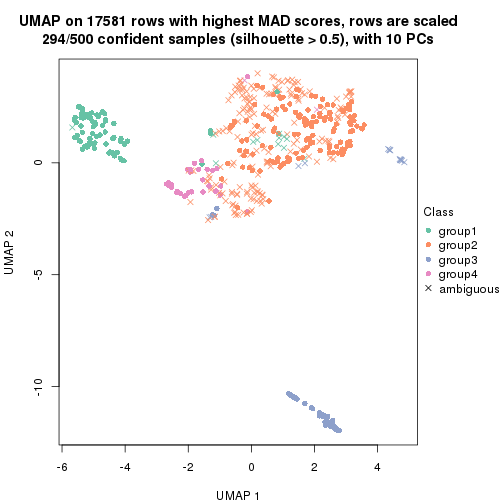 UMAP on 17581 rows with highest MAD scores, rows are scaled
294/500 confident samples (silhouette > 0.5), with 10 PCs
0
-5
-10
UMAP 2
-6
-4
-2
0
2
4
UMAP 1
Class
group1
group2
group3
group4
ambiguous